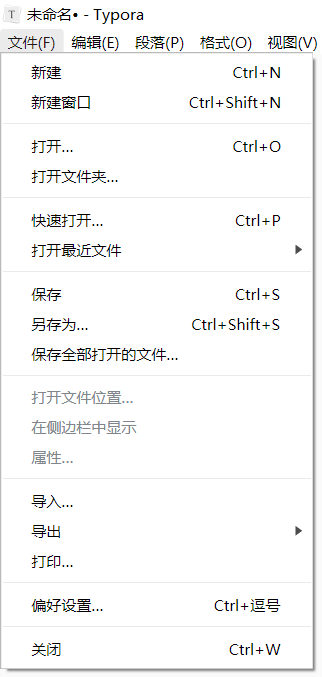 T 未命名• - Typora
文件(F) 编辑(E) 段落(P) 格式(O) 视图(V)
新建 Ctrl+N
新建窗口 Ctrl+Shift+N
打开... Ctrl+O
打开文件夹...
快速打开... Ctrl+P
打开最近文件
保存 Ctrl+S
另存为... Ctrl+Shift+S
保存全部打开的文件...
打开文件位置...
在侧边栏中显示
属性...
导入...
导出
打印...
偏好设置... Ctrl+逗号
关闭 Ctrl+W